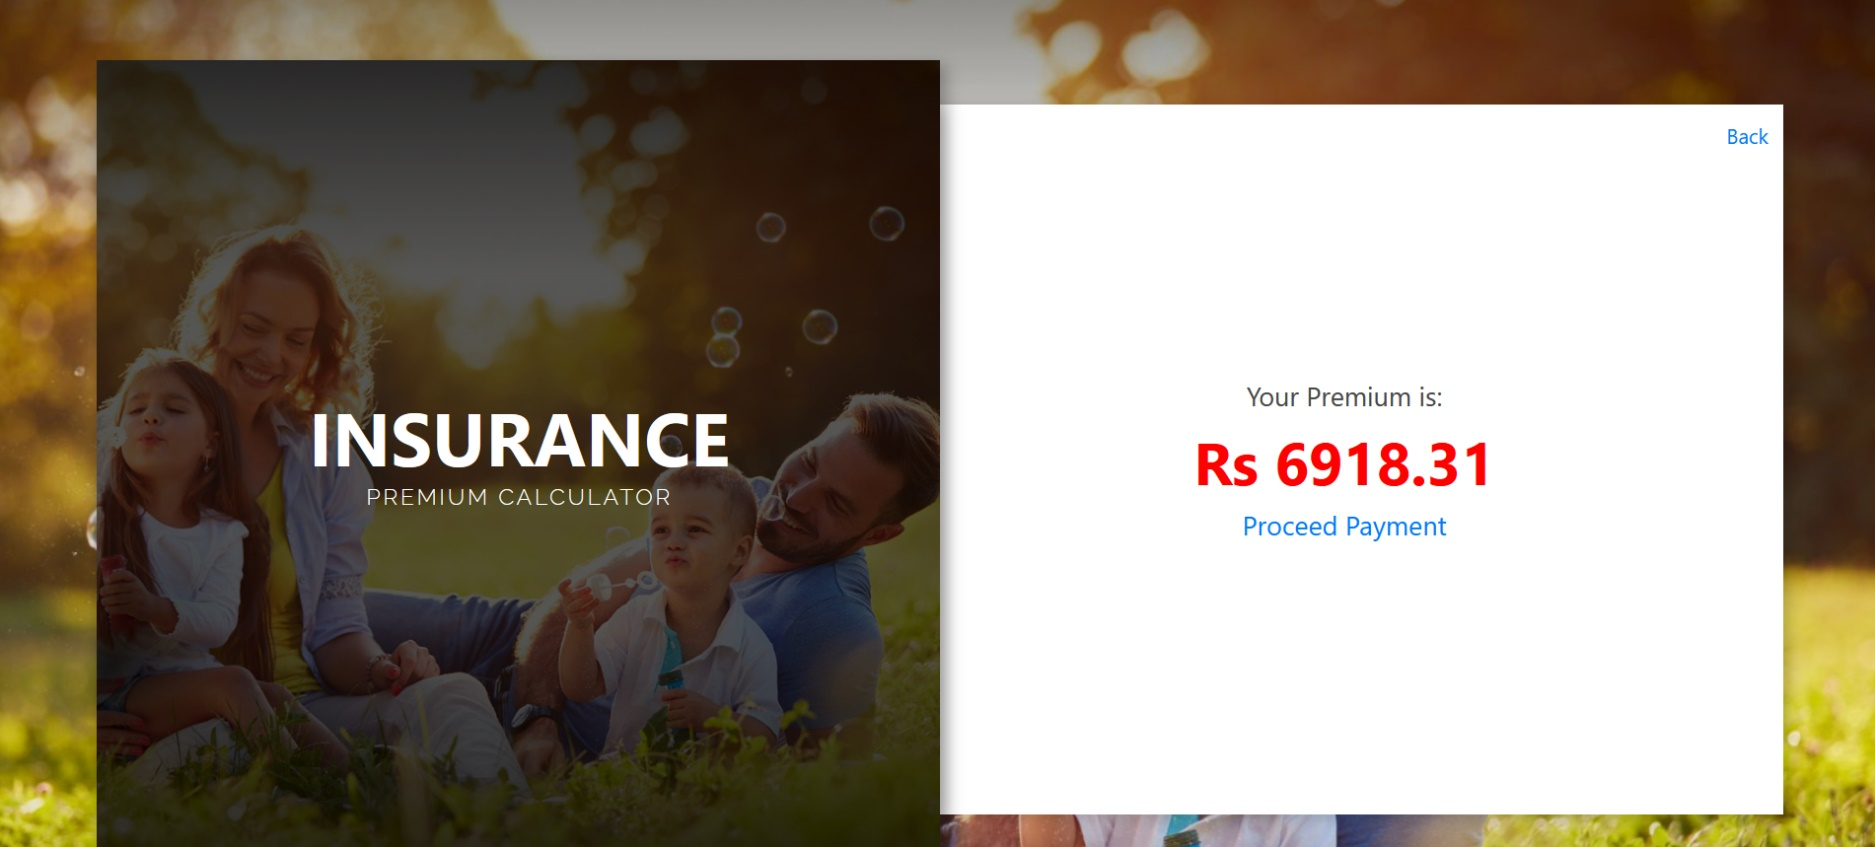 INSURANCE
PREMIUM CALCULATOR
Back
Your Premium is:
Rs 6918.31
Proceed Payment